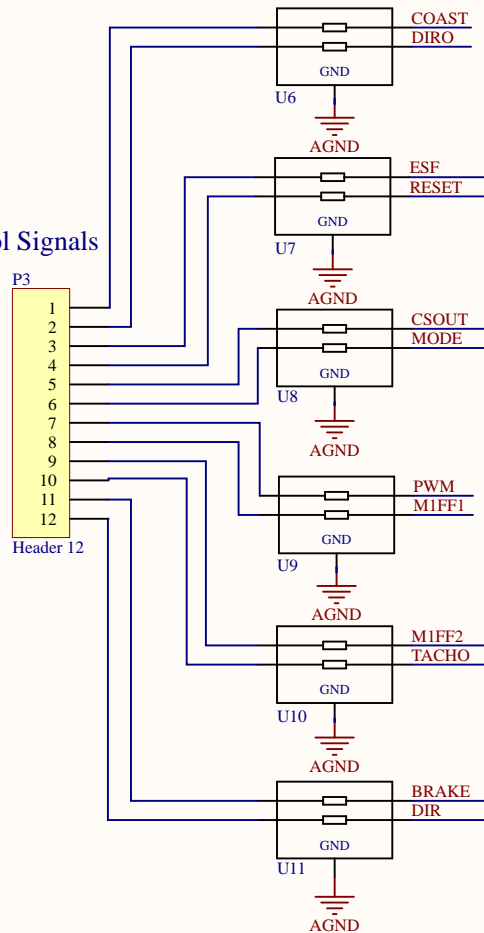 COAST
DIRO
GND
U6
AGND
ESF
RESET
GND
U7
AGND
l Signals
P3
1
2
3
4
5
6
7
8
9
10
11
12
Header 12
CSOUT
MODE
GND
U8
AGND
PWM
M1FF1
GND
U9
AGND
M1FF2
TACHO
GND
U10
AGND
BRAKE
DIR
GND
U11
AGND